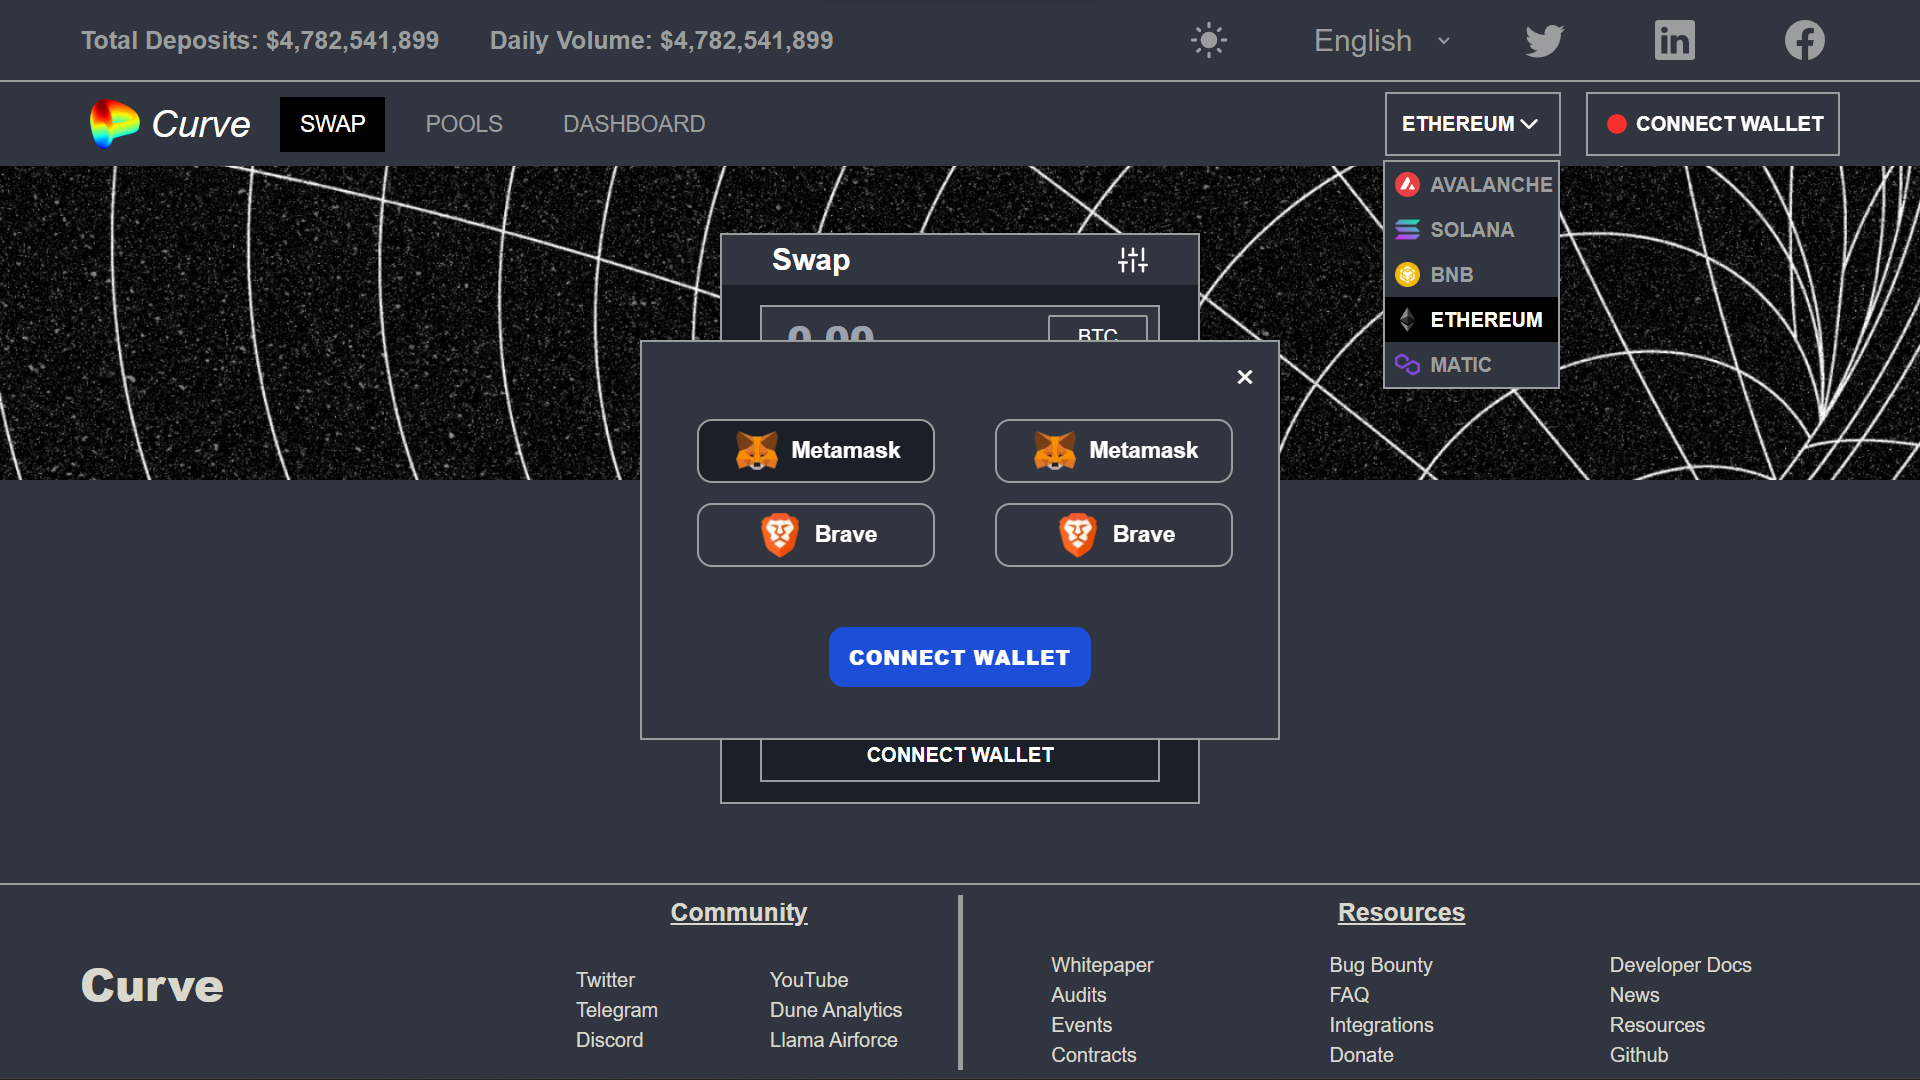 Total Deposits: $4,782,541,899 Daily Volume: $4,782,541,899 English
Curve SWAP POOLS DASHBOARD ETHEREUM CONNECT WALLET
AVALANCHE
SOLANA
BNB
ETHEREUM
MATIC
Swap
0.00 BTC
Metamask Metamask
Brave Brave
CONNECT WALLET
CONNECT WALLET
Curve
Community
Twitter YouTube
Telegram Dune Analytics
Discord Llama Airforce
Resources
Whitepaper Bug Bounty Developer Docs
Audits FAQ News
Events Integrations Resources
Contracts Donate Github